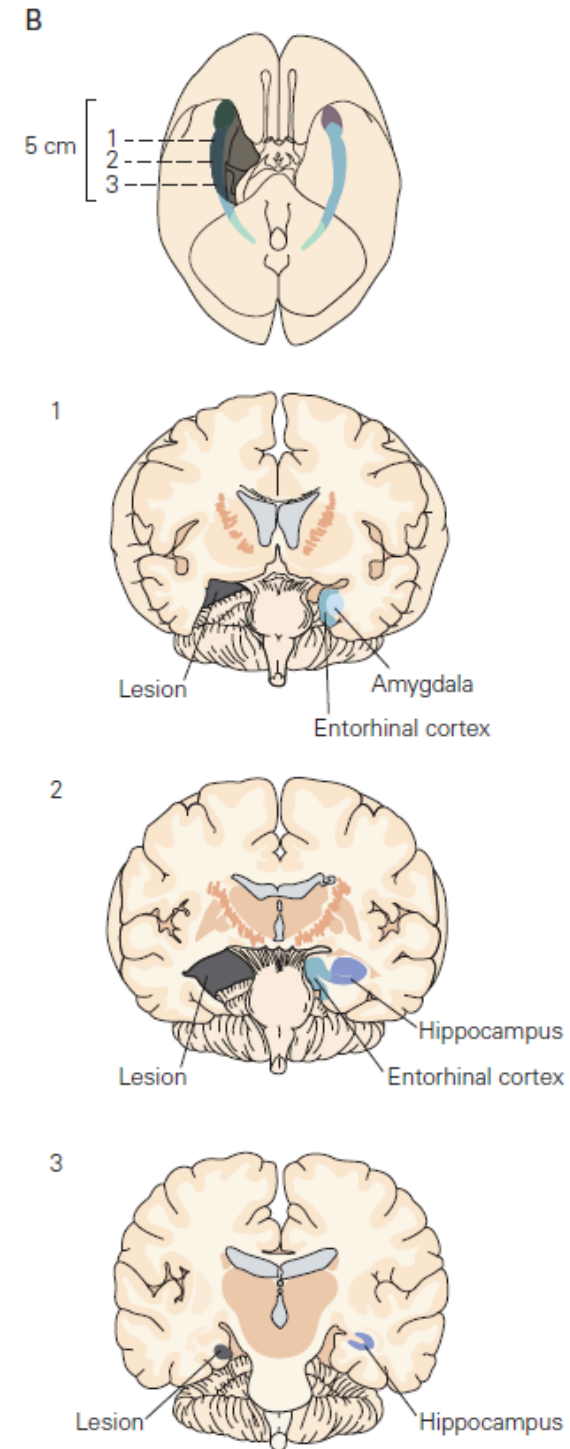 B
5 cm
1
2
3
1
Lesion
Amygdala
Entorhinal cortex
2
Hippocampus
Lesion
Entorhinal cortex
3
Lesion
Hippocampus